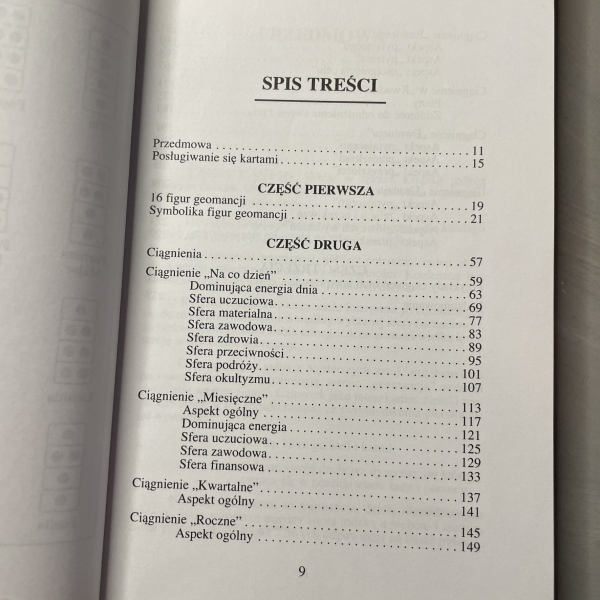 SPIS TREŚCI
Przedmowa . . . . . . . . . . . . . . . . . . . . . . . . . . . . . . . . . . . . . 11
Posługiwanie się kartami . . . . . . . . . . . . . . . . . . . . . . . . . . . 15
CZĘŚĆ PIERWSZA
16 figur geomancji . . . . . . . . . . . . . . . . . . . . . . . . . . . . . . . 19
Symbolika figur geomancji . . . . . . . . . . . . . . . . . . . . . . . . . 21
CZĘŚĆ DRUGA
Ciągnienia . . . . . . . . . . . . . . . . . . . . . . . . . . . . . . . . . . . . . 57
Ciągnienie „Na co dzień” . . . . . . . . . . . . . . . . . . . . . . . . . . 59
Dominująca energia dnia . . . . . . . . . . . . . . . . . . . . . 63
Sfera uczuciowa . . . . . . . . . . . . . . . . . . . . . . . . . . . . 69
Sfera materialna . . . . . . . . . . . . . . . . . . . . . . . . . . . . 77
Sfera zawodowa . . . . . . . . . . . . . . . . . . . . . . . . . . . . 83
Sfera zdrowia . . . . . . . . . . . . . . . . . . . . . . . . . . . . . . 89
Sfera przeciwności . . . . . . . . . . . . . . . . . . . . . . . . . . 95
Sfera podróży . . . . . . . . . . . . . . . . . . . . . . . . . . . . . 101
Sfera okultyzmu . . . . . . . . . . . . . . . . . . . . . . . . . . . 107
Ciągnienie „Miesięczne” . . . . . . . . . . . . . . . . . . . . . . . . . . 113
Aspekt ogólny . . . . . . . . . . . . . . . . . . . . . . . . . . . . . 117
Dominująca energia . . . . . . . . . . . . . . . . . . . . . . . . . 121
Sfera uczuciowa . . . . . . . . . . . . . . . . . . . . . . . . . . . 125
Sfera zawodowa . . . . . . . . . . . . . . . . . . . . . . . . . . . 129
Sfera finansowa . . . . . . . . . . . . . . . . . . . . . . . . . . . . 133
Ciągnienie „Kwartalne” . . . . . . . . . . . . . . . . . . . . . . . . . . . 137
Aspekt ogólny . . . . . . . . . . . . . . . . . . . . . . . . . . . . . 141
Ciągnienie „Roczne” . . . . . . . . . . . . . . . . . . . . . . . . . . . . . 145
Aspekt ogólny . . . . . . . . . . . . . . . . . . . . . . . . . . . . . 149
9